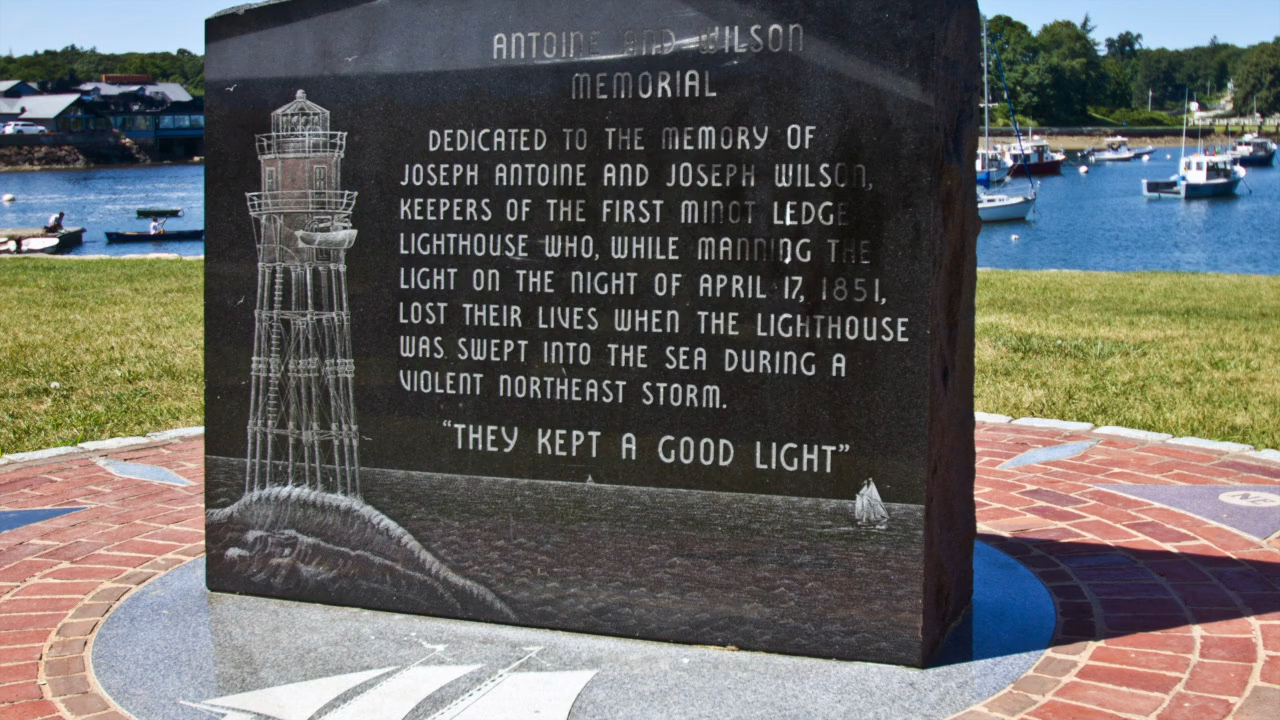 ANTOINE AND WILSON
MEMORIAL
DEDICATED TO THE MEMORY OF
JOSEPH ANTOINE AND JOSEPH WILSON,
KEEPERS OF THE FIRST MINOT LEDGE
LIGHTHOUSE WHO, WHILE MANNING THE
LIGHT ON THE NIGHT OF APRIL 17, 1851,
LOST THEIR LIVES WHEN THE LIGHTHOUSE
WAS SWEPT INTO THE SEA DURING A
VIOLENT NORTHEAST STORM.
"THEY KEPT A GOOD LIGHT"
NE